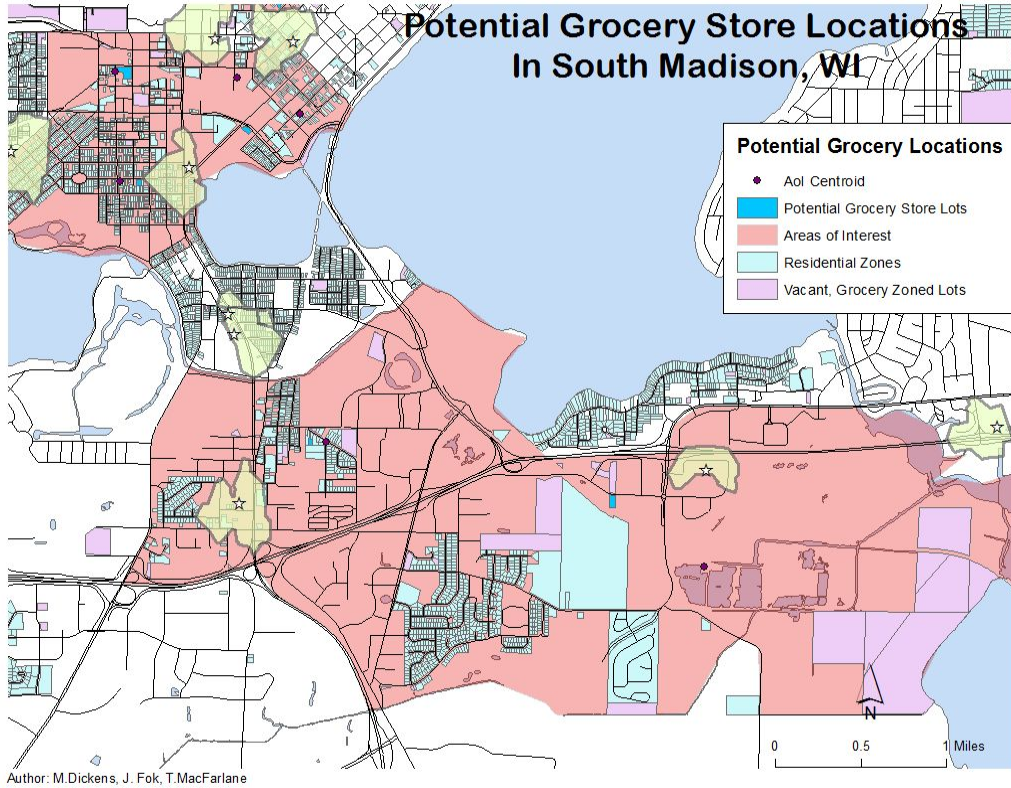 Potential Grocery Store Locations
In South Madison, WI
Potential Grocery Locations
AoI Centroid
Potential Grocery Store Lots
Areas of Interest
Residential Zones
Vacant, Grocery Zoned Lots
N
0 0.5 1 Miles
Author: M.Dickens, J. Fok, T.MacFarlane